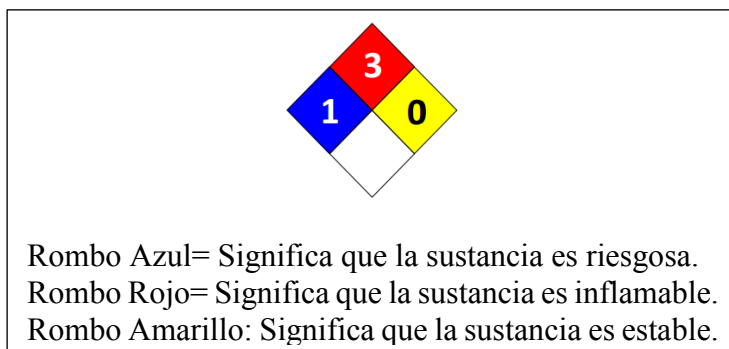 3
1 0
Rombo Azul= Significa que la sustancia es riesgosa.
Rombo Rojo= Significa que la sustancia es inflamable.
Rombo Amarillo: Significa que la sustancia es estable.